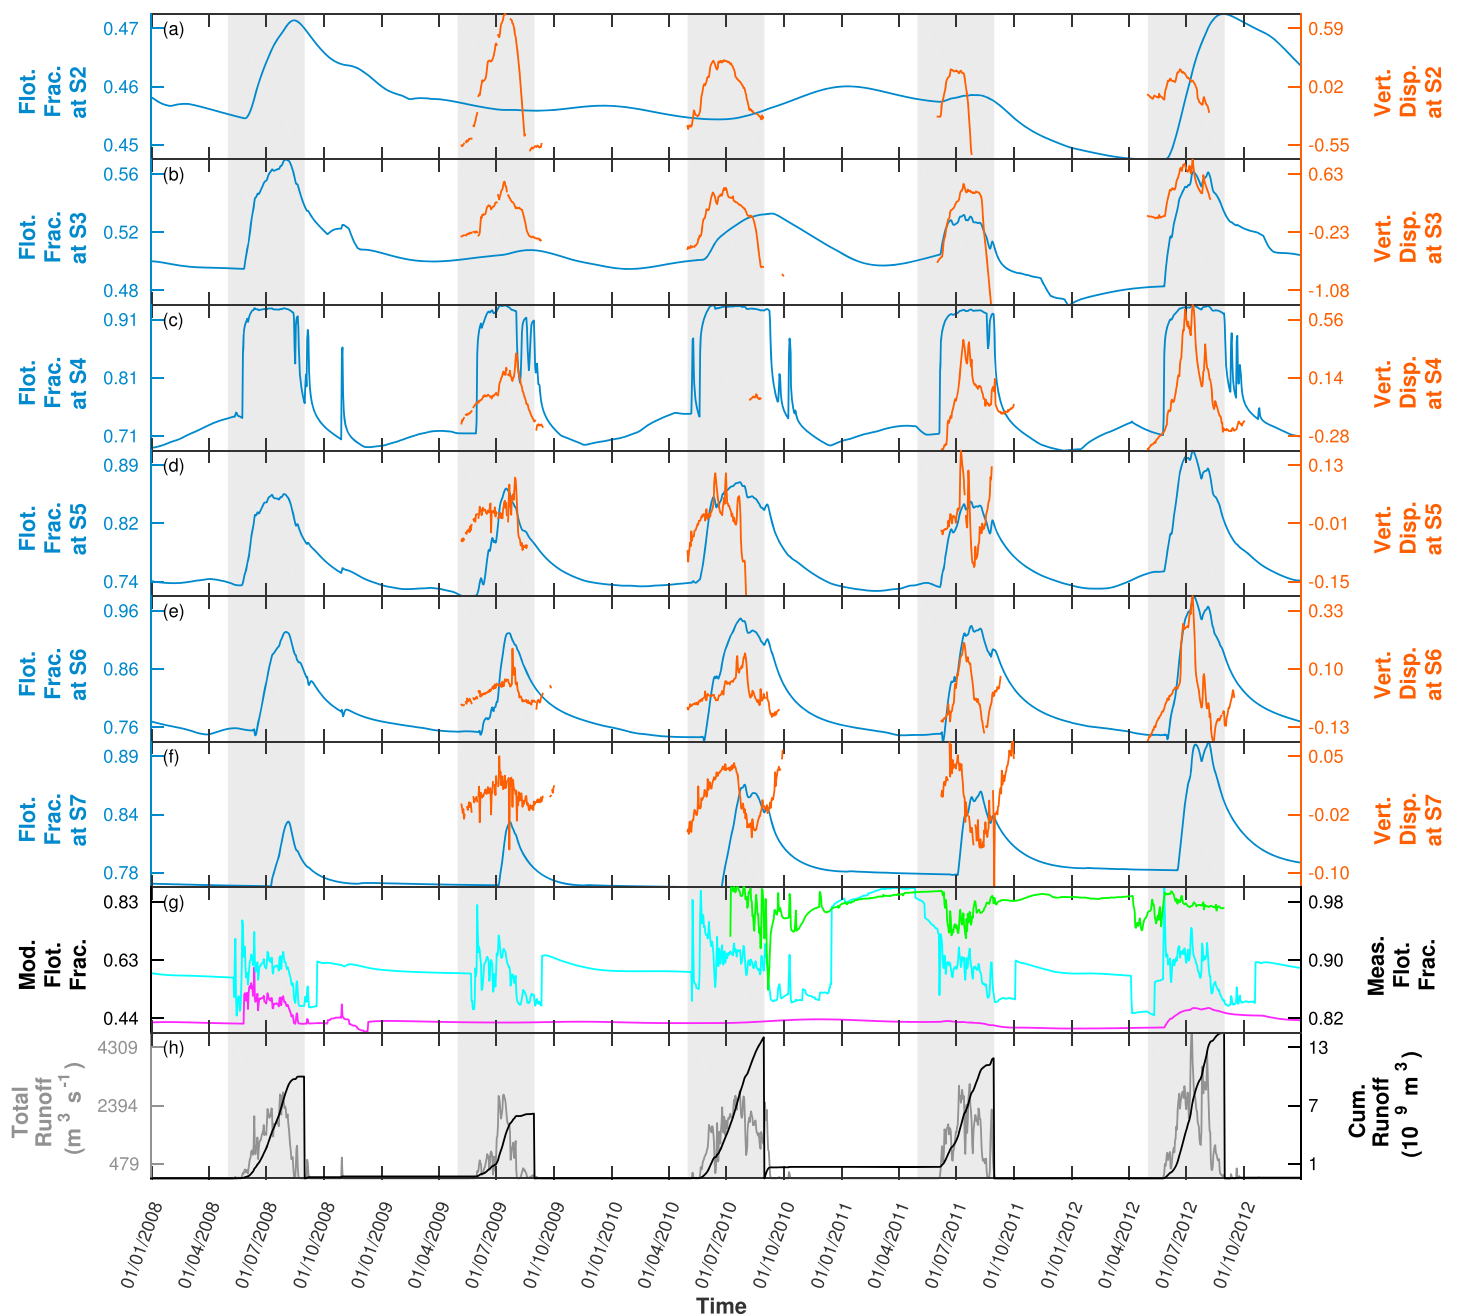 (a)
Flot.
Frac.
at S2
0.47
0.46
0.45
0.59
0.02
-0.55
Vert.
Disp.
at S2
(b)
Flot.
Frac.
at S3
0.56
0.52
0.48
0.63
-0.23
-1.08
Vert.
Disp.
at S3
(c)
Flot.
Frac.
at S4
0.91
0.81
0.71
0.56
0.14
-0.28
Vert.
Disp.
at S4
(d)
Flot.
Frac.
at S5
0.89
0.82
0.74
0.13
-0.01
-0.15
Vert.
Disp.
at S5
(e)
Flot.
Frac.
at S6
0.96
0.86
0.76
0.33
0.10
-0.13
Vert.
Disp.
at S6
(f)
Flot.
Frac.
at S7
0.89
0.84
0.78
0.05
-0.02
-0.10
Vert.
Disp.
at S7
(g)
Mod.
Flot.
Frac.
0.83
0.63
0.44
0.98
0.90
0.82
Meas.
Flot.
Frac.
(h)
Total
Runoff
(m 3 s -1 )
4309
2394
479
13
7
1
Cum.
Runoff
(10 9 m 3 )
01/01/2008
01/04/2008
01/07/2008
01/10/2008
01/01/2009
01/04/2009
01/07/2009
01/10/2009
01/01/2010
01/04/2010
01/07/2010
01/10/2010
01/01/2011
01/04/2011
01/07/2011
01/10/2011
01/01/2012
01/04/2012
01/07/2012
01/10/2012
Time